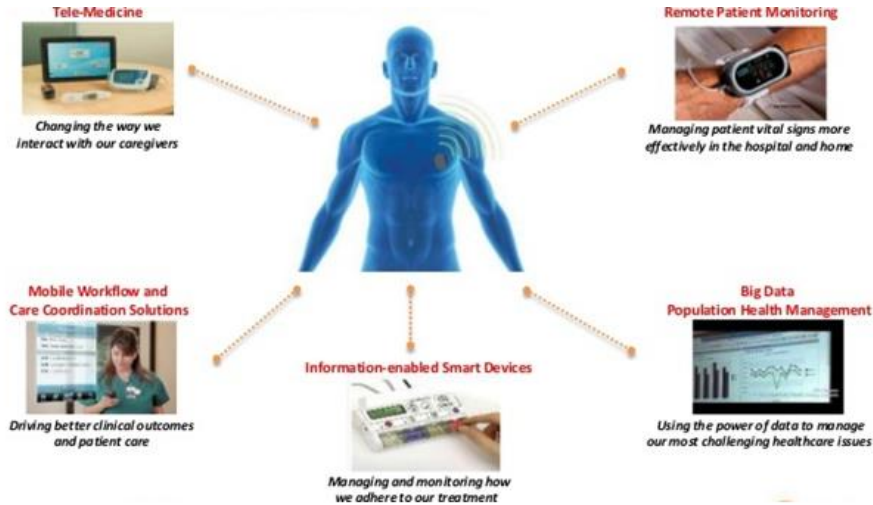 Tele-Medicine
Changing the way we
interact with our caregivers
Remote Patient Monitoring
Managing patient vital signs more
effectively in the hospital and home
Mobile Workflow and
Care Coordination Solutions
Driving better clinical outcomes
and patient care
Information-enabled Smart Devices
Managing and monitoring how
we adhere to our treatment
Big Data
Population Health Management
Using the power of data to manage
our most challenging healthcare issues